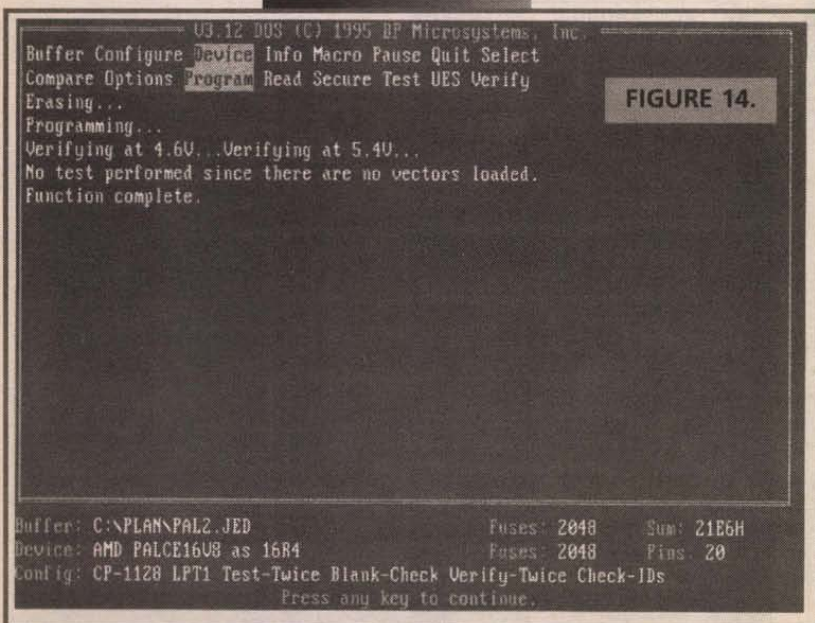 V3.12 DOS (C) 1995 BP Microsystems, Inc.
Buffer Configure Device Info Macro Pause Quit Select
Compare Options Program Read Secure Test UES Verify
FIGURE 14.
Erasing...
Programming...
Verifying at 4.6V...Verifying at 5.4V...
No test performed since there are no vectors loaded.
Function complete.
Buffer: C:\PLAN\PAL2.JED Fuses: 2048 Sum: 21E6H
Device: AMD PALCE16V8 as 16R4 Fuses: 2048 Pins: 20
Config: CP-1128 LPT1 Test-Twice Blank-Check Verify-Twice Check-IDs
Press any key to continue.